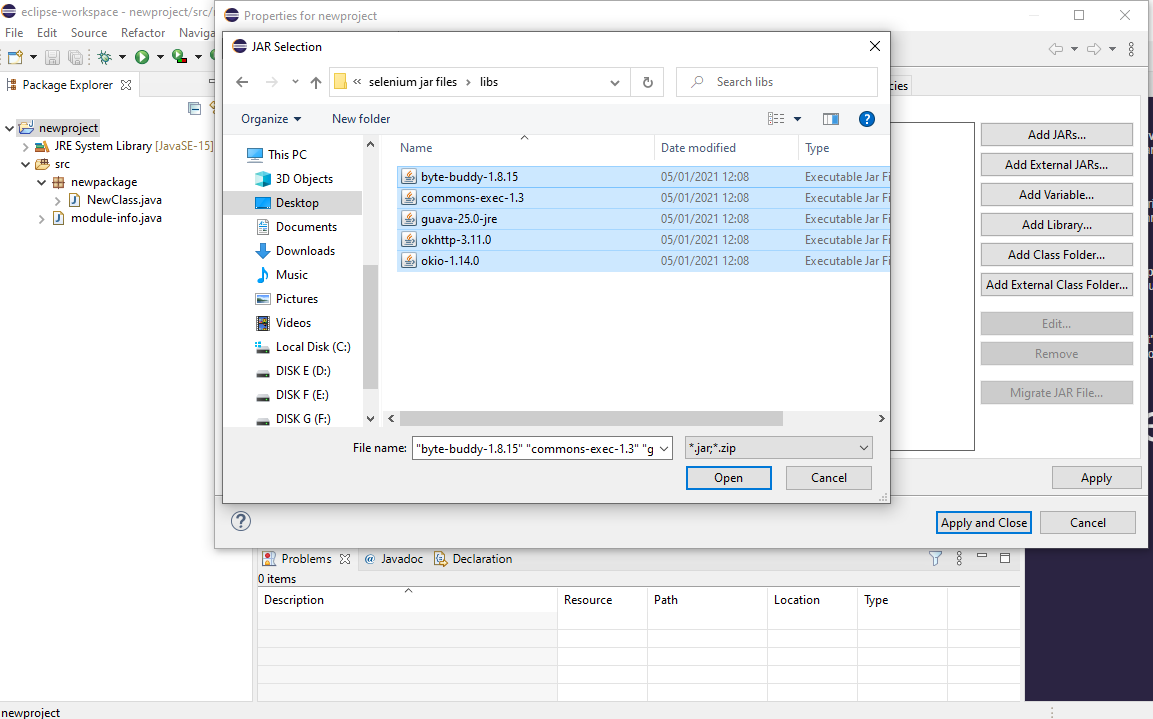 eclipse-workspace - newproject/src/
Properties for newproject
File Edit Source Refactor
JAR Selection
Package Explorer
« selenium jar files › libs
Search libs
Organize
New folder
cies
newproject
JRE System Library [JavaSE-15]
src
newpackage
NewClass.java
module-info.java
This PC
3D Objects
Desktop
Documents
Downloads
Music
Pictures
Videos
Local Disk (C:)
DISK E (D:)
DISK F (E:)
DISK G (F:)
Name Date modified Type
byte-buddy-1.8.15 05/01/2021 12:08 Executable Jar Fi
commons-exec-1.3 05/01/2021 12:08 Executable Jar Fi
guava-25.0-jre 05/01/2021 12:08 Executable Jar Fi
okhttp-3.11.0 05/01/2021 12:08 Executable Jar Fi
okio-1.14.0 05/01/2021 12:08 Executable Jar Fi
Add JARs...
Add External JARs...
Add Variable...
Add Library...
Add Class Folder...
Add External Class Folder...
Edit...
Remove
Migrate JAR File...
File name: "byte-buddy-1.8.15" "commons-exec-1.3" "g
*.jar;*.zip
Open
Cancel
Apply
Apply and Close
Cancel
Problems
@ Javadoc
Declaration
0 items
Description Resource Path Location Type
newproject